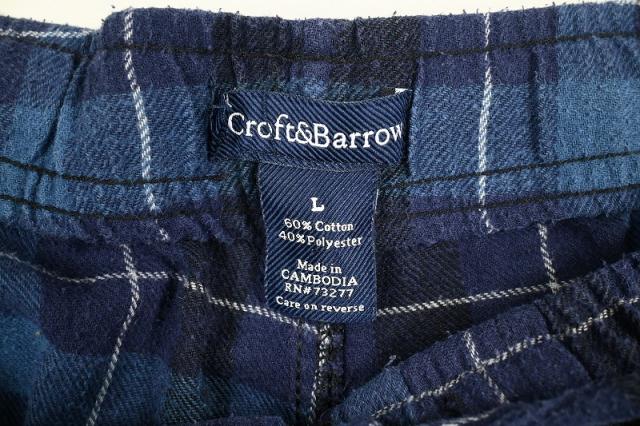 Croft&Barrow
L
60% Cotton
40% Polyester
Made in
CAMBODIA
RN#73277
Care on reverse